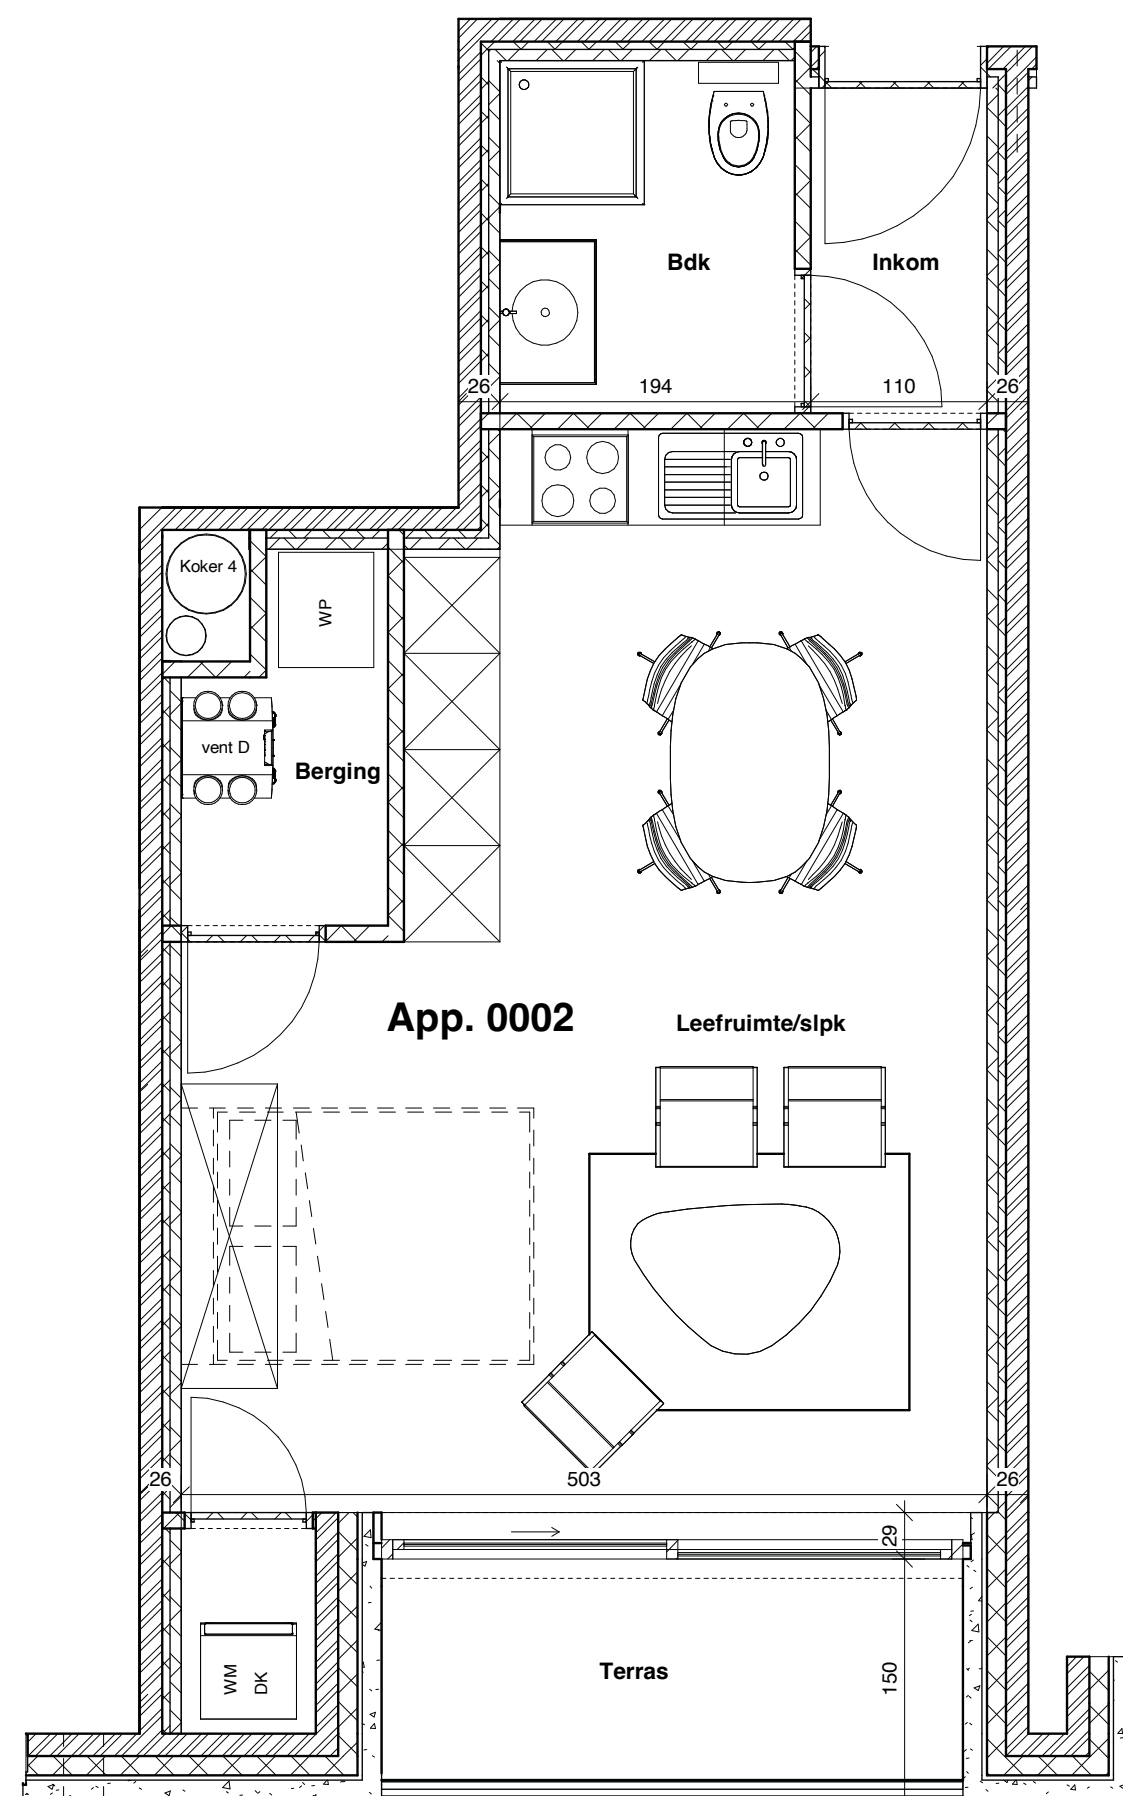 Bdk
Inkom
26
194
110
26
Koker 4
WP
vent D
Berging
App. 0002
Leefruimte/slpk
26
503
26
29
WM
DK
Terras
150